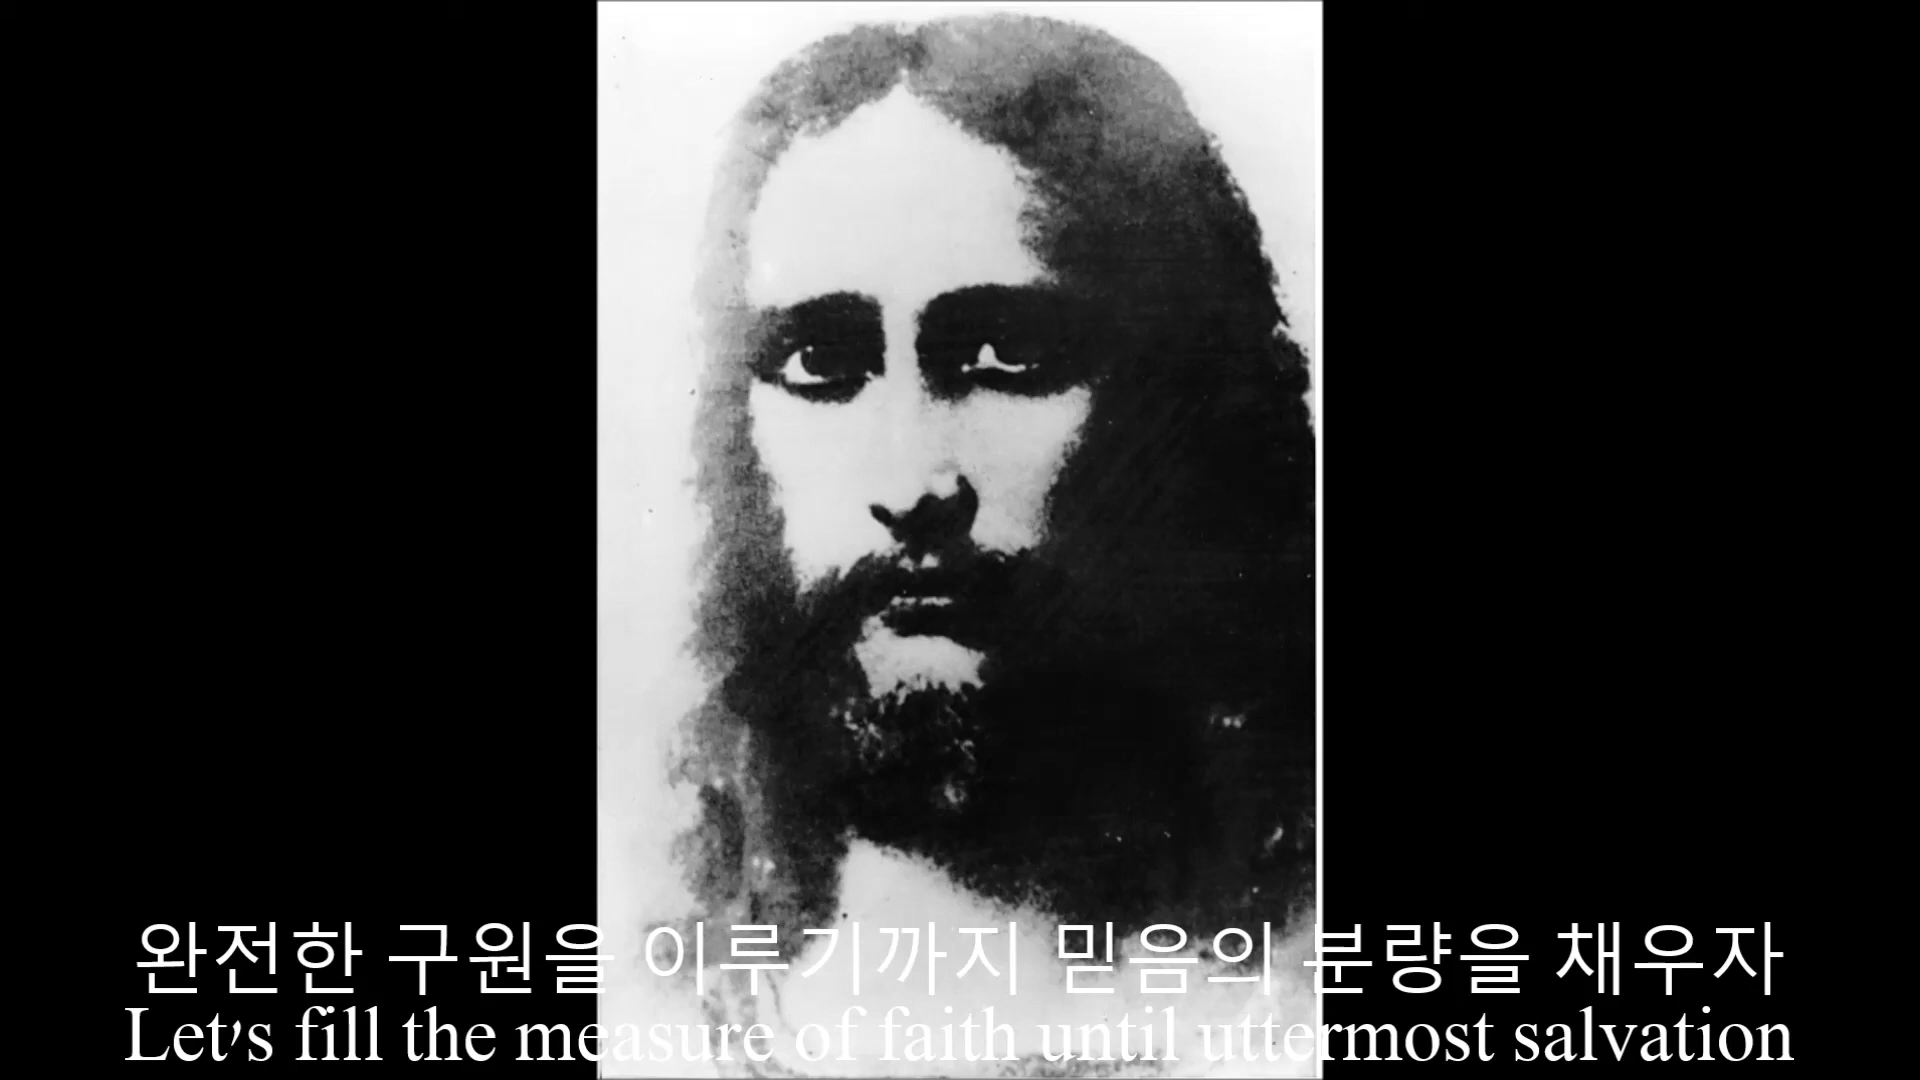 완전한 구원을 이루기까지 믿음의 분량을 채우자
Let's fill the measure of faith until uttermost salvation